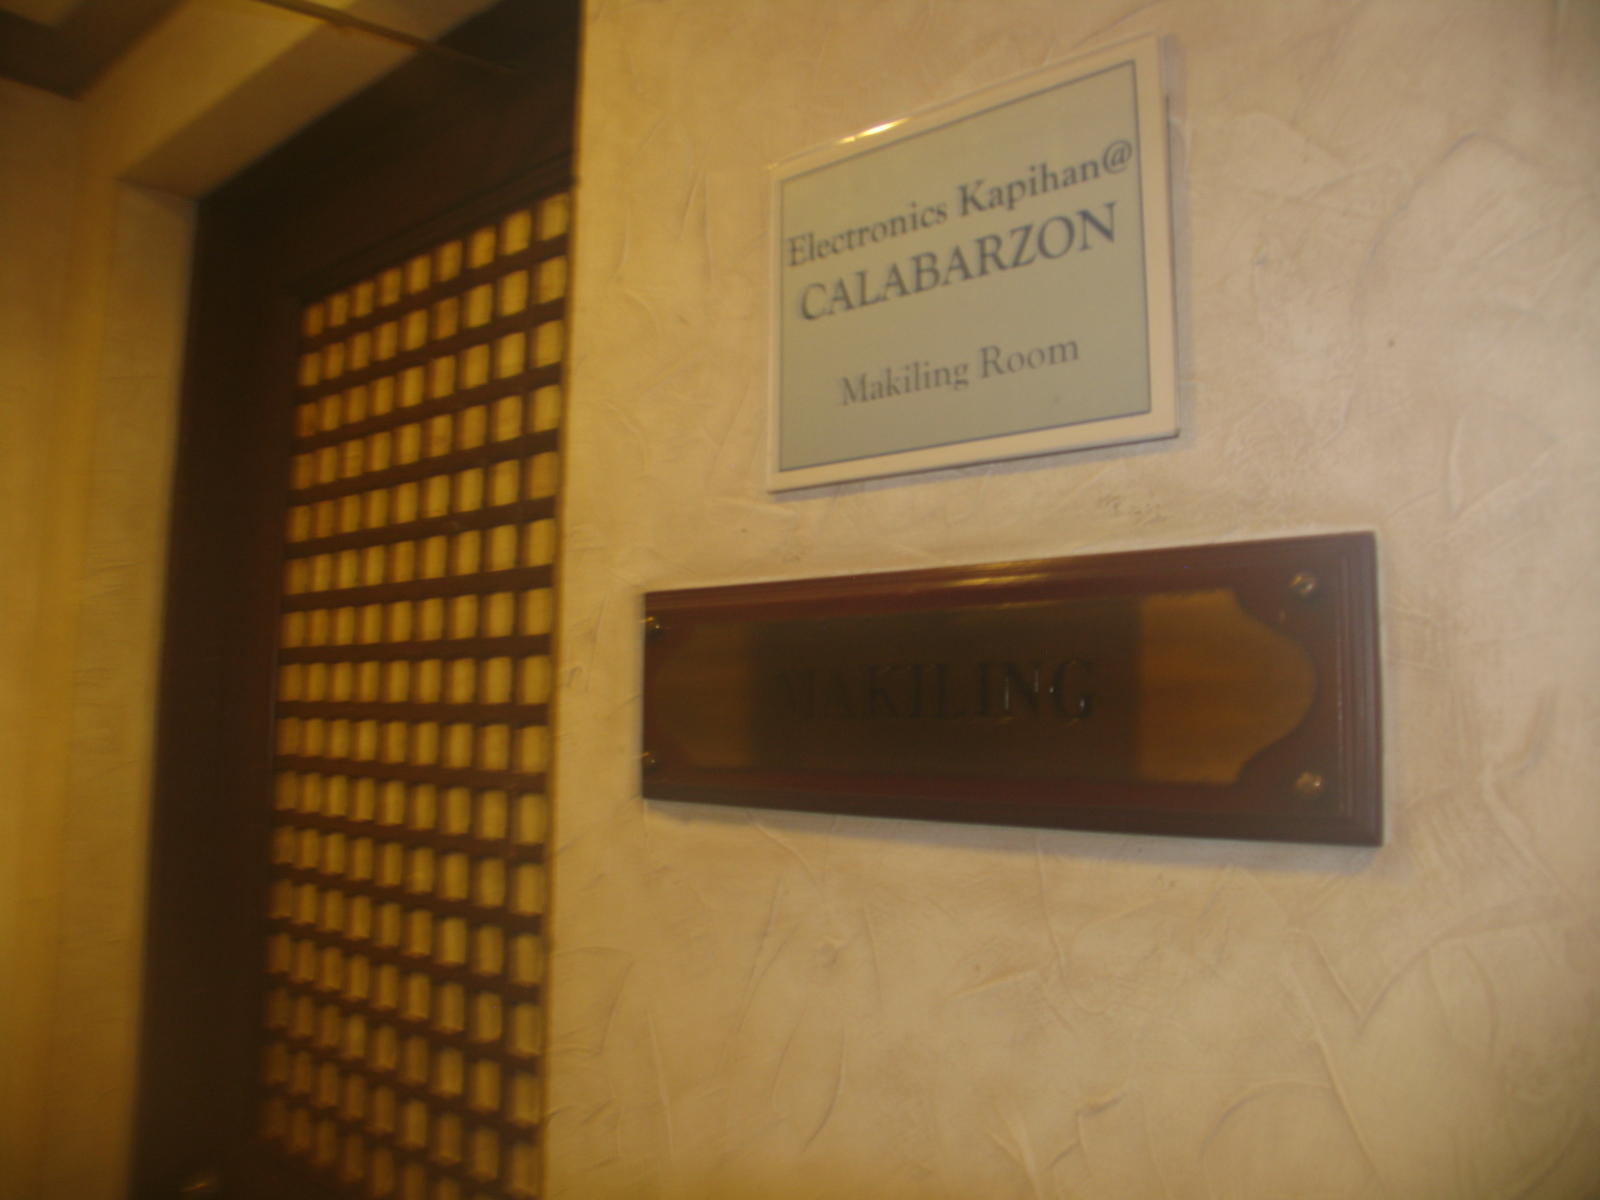 Electronics Kapihan@
CALABARZON
Makiling Room
MAKILING